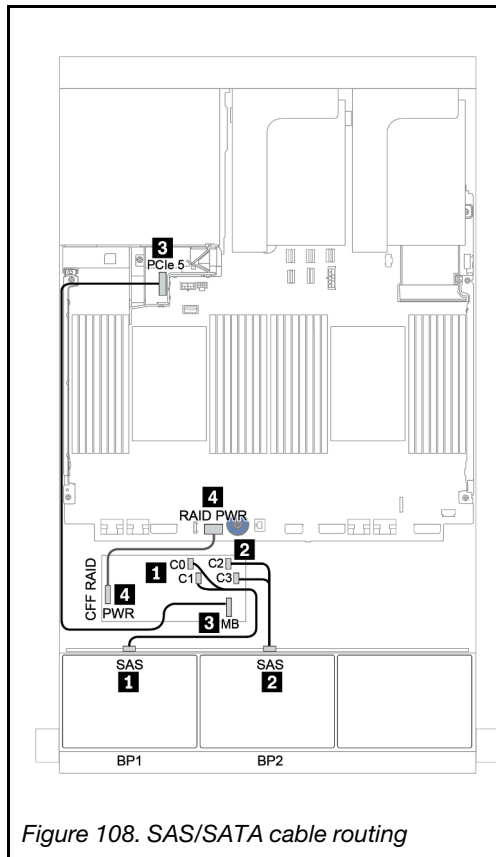 3
PCIe 5
4
RAID PWR
CFF RAID
4
PWR
1
C0
C1
2
C2
C3
3
MB
SAS
1
SAS
2
BP1
BP2
Figure 108. SAS/SATA cable routing